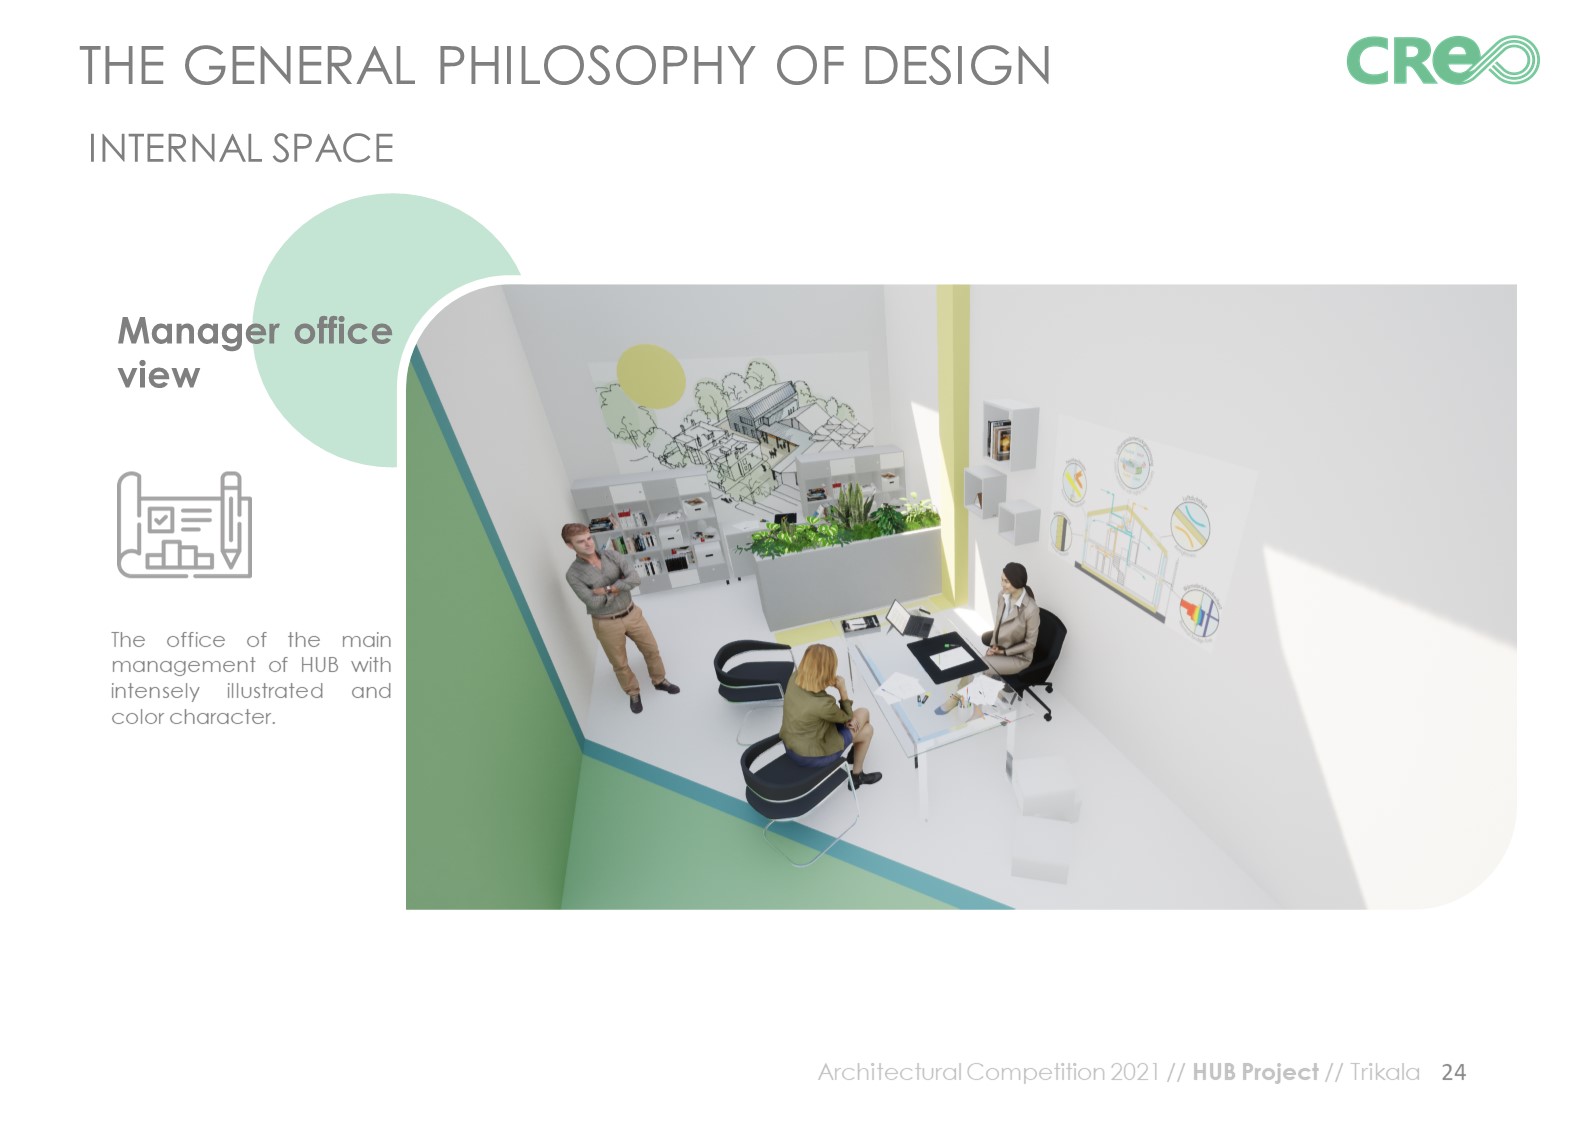 THE GENERAL PHILOSOPHY OF DESIGN
CREO
INTERNAL SPACE
Manager office
view
The office of the main
management of HUB with
intensely illustrated and
color character.
Architectural Competition 2021 // HUB Project // Trikala 24